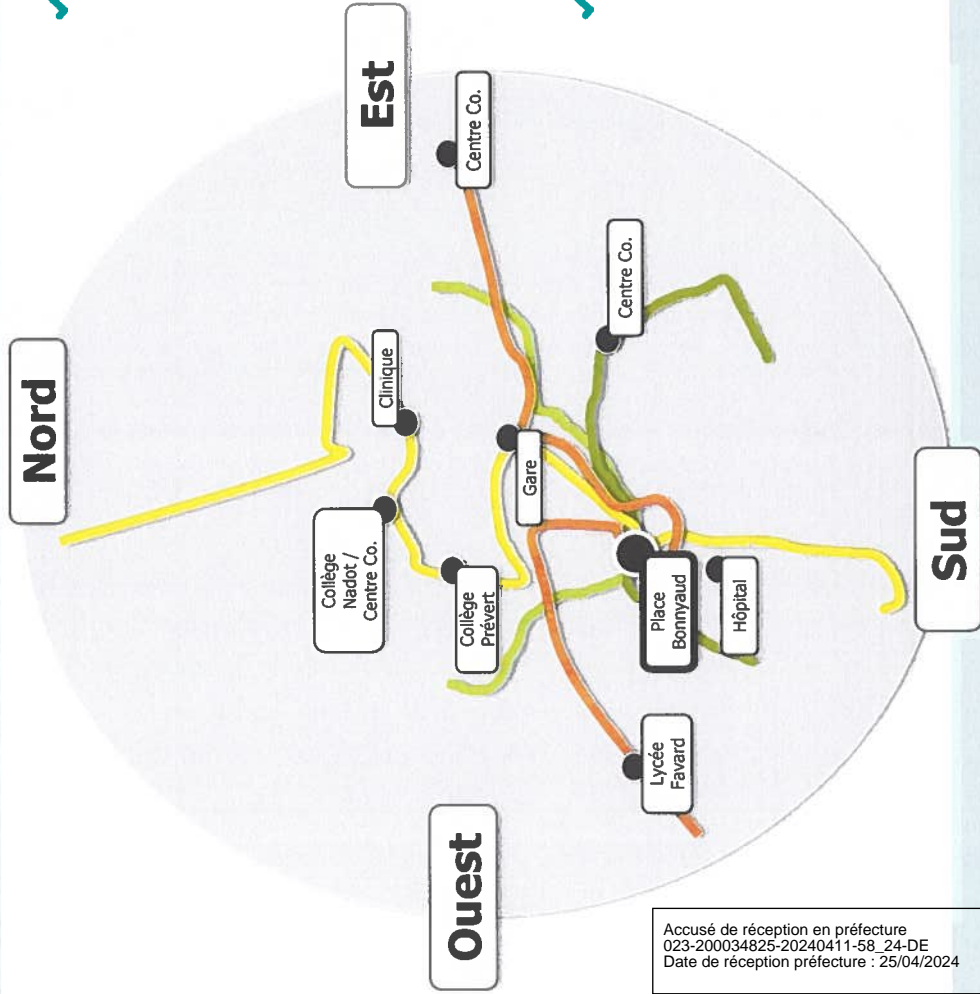 Nord
Est
Centre Co.
Clinique
Collège
Nadot /
Centre Co.
Centre Co.
Gare
Collège
Prévert
Place
Bonnyaud
Hôpital
Lycée
Favard
Ouest
Sud
Accusé de réception en préfecture
023-200034825-20240411-58_24-DE
Date de réception préfecture : 25/04/2024